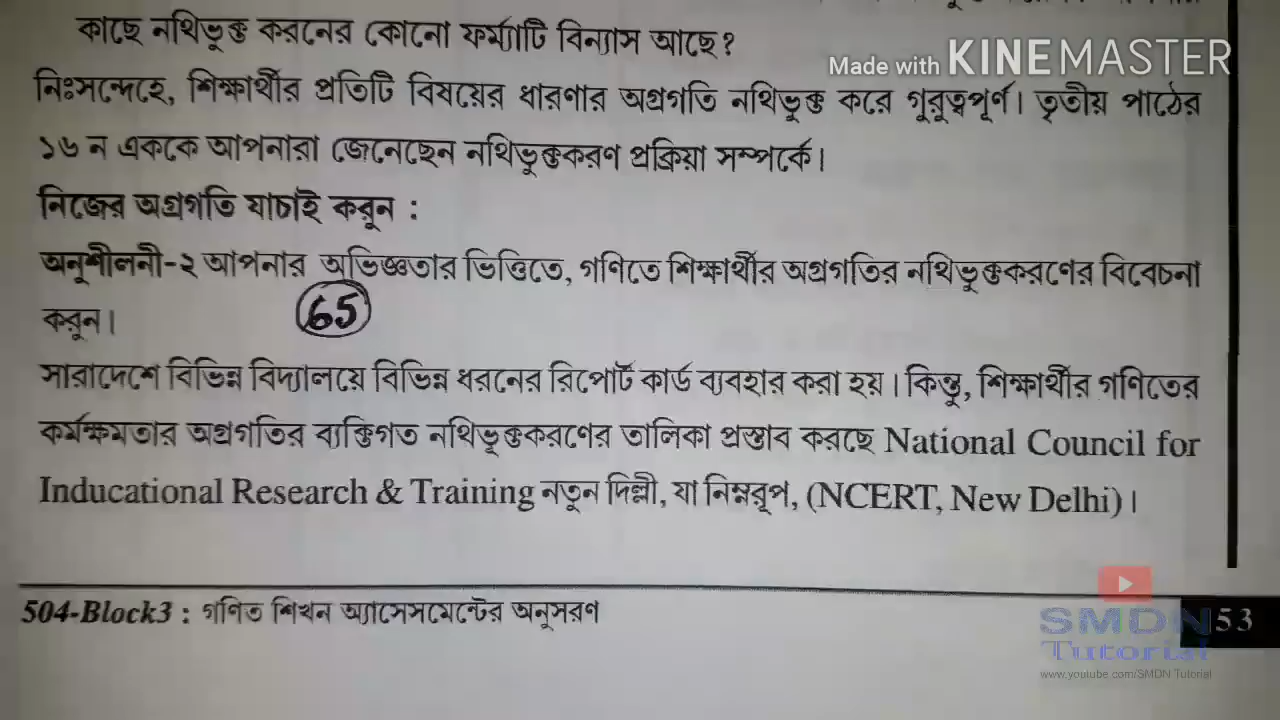 কাছে নথিভুক্ত করনের কোনো ফর্ম্যাটি বিন্যাস আছে?
Made with KINEMASTER
নিঃসন্দেহে, শিক্ষার্থীর প্রতিটি বিষয়ের ধারণার অগ্রগতি নথিভুক্ত করে গুরুত্বপূর্ণ। তৃতীয় পাঠের
১৬ ন এককে আপনারা জেনেছেন নথিভুক্তকরণ প্রক্রিয়া সম্পর্কে।
নিজের অগ্রগতি যাচাই করুন :
অনুশীলনী-২ আপনার অভিজ্ঞতার ভিত্তিতে, গণিতে শিক্ষার্থীর অগ্রগতির নথিভুক্তকরণের বিবেচনা
করুন।
65
সারাদেশে বিভিন্ন বিদ্যালয়ে বিভিন্ন ধরনের রিপোর্ট কার্ড ব্যবহার করা হয়। কিন্তু, শিক্ষার্থীর গণিতের
কর্মক্ষমতার অগ্রগতির ব্যক্তিগত নথিভুক্তকরণের তালিকা প্রস্তাব করছে National Council for
Inducational Research & Training নতুন দিল্লী, যা নিম্নরূপ, (NCERT, New Delhi)।
504-Block3 : গণিত শিখন অ্যাসেসমেন্টের অনুসরণ
53
SMDN
Tutorial
www.youtube.com/SMDN Tutorial